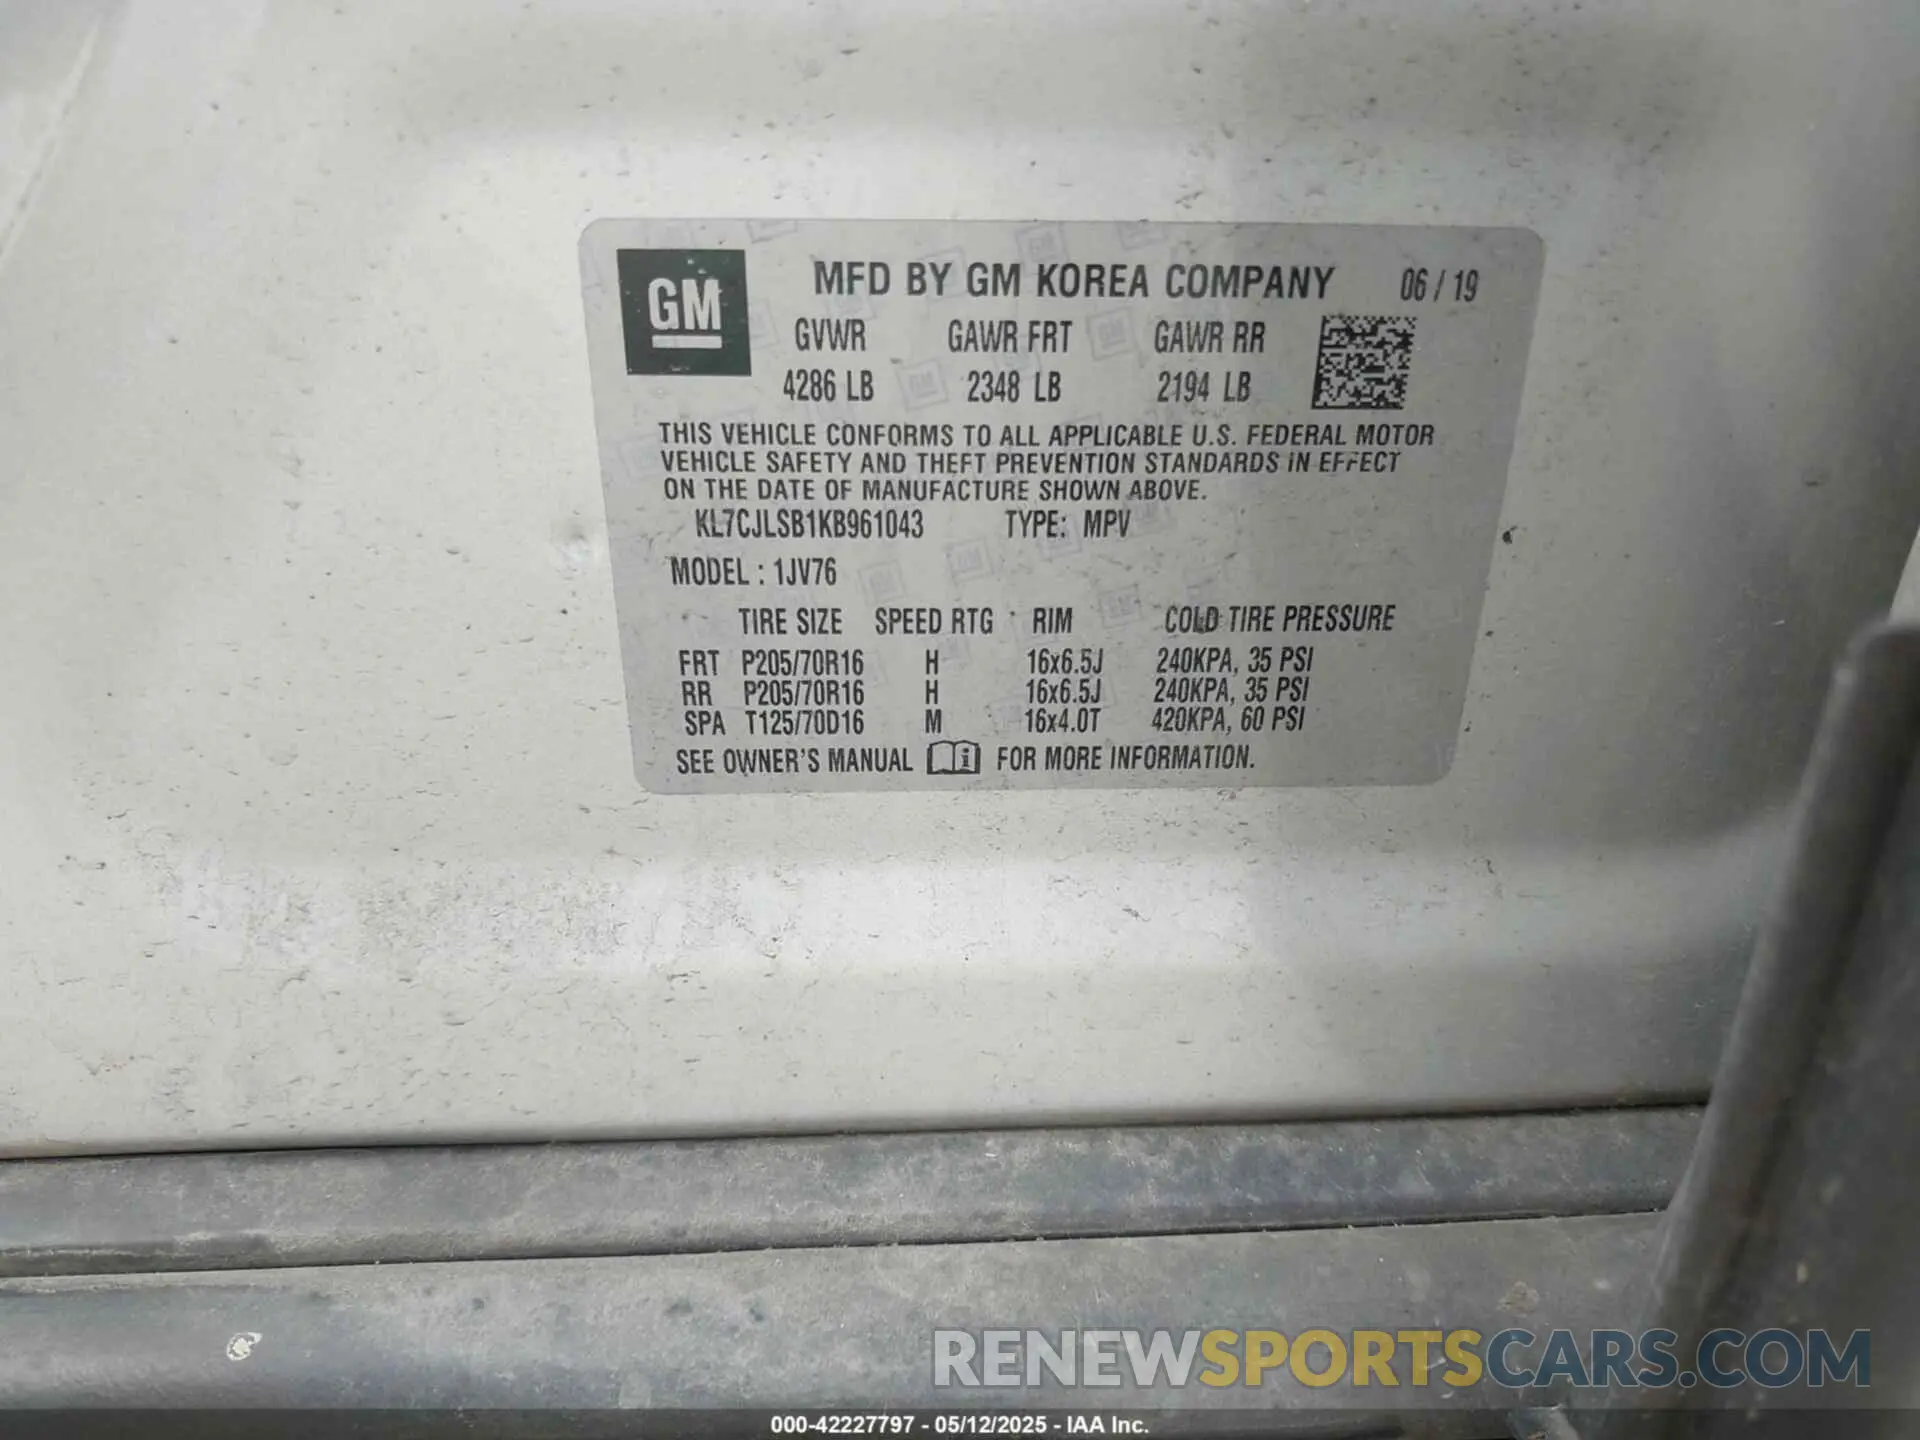 GM
MFD BY GM KOREA COMPANY 06 / 19
GVWR GAWR FRT GAWR RR
4286 LB 2348 LB 2194 LB
THIS VEHICLE CONFORMS TO ALL APPLICABLE U.S. FEDERAL MOTOR
VEHICLE SAFETY AND THEFT PREVENTION STANDARDS IN EFFECT
ON THE DATE OF MANUFACTURE SHOWN ABOVE.
KL7CJLSB1KB961043 TYPE: MPV
MODEL : 1JV76
TIRE SIZE SPEED RTG RIM COLD TIRE PRESSURE
FRT P205/70R16 H 16x6.5J 240KPA, 35 PSI
RR P205/70R16 H 16x6.5J 240KPA, 35 PSI
SPA T125/70D16 M 16x4.0T 420KPA, 60 PSI
SEE OWNER'S MANUAL FOR MORE INFORMATION.
RENEWSPORTSCARS.COM
000-42227797 - 05/12/2025 - IAA Inc.